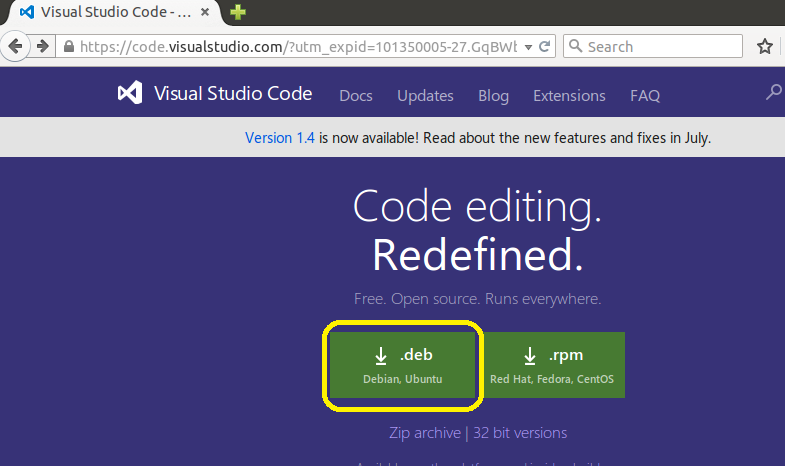 Visual Studio Code - ...
https://code.visualstudio.com/?utm_expid=101350005-27.GqBWb
Search
Visual Studio Code Docs Updates Blog Extensions FAQ
Version 1.4 is now available! Read about the new features and fixes in July.
Code editing.
Redefined.
Free. Open source. Runs everywhere.
.deb .rpm
Debian, Ubuntu Red Hat, Fedora, CentOS
Zip archive | 32 bit versions